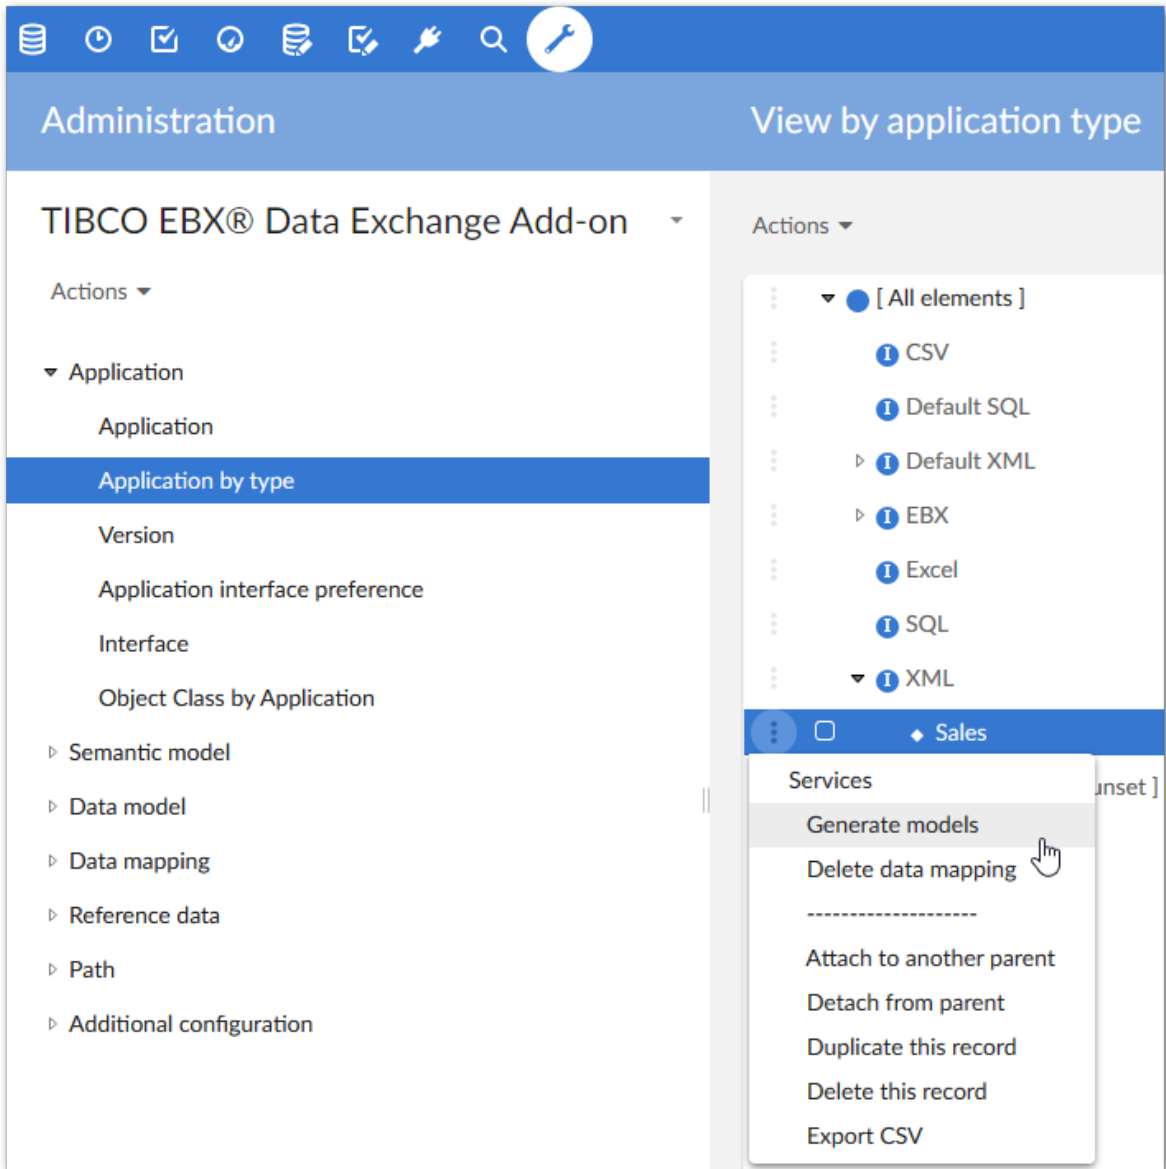 Administration
View by application type
TIBCO EBX® Data Exchange Add-on
Actions
Application
Application
Application by type
Version
Application interface preference
Interface
Object Class by Application
Semantic model
Data model
Data mapping
Reference data
Path
Additional configuration
Actions
[ All elements ]
CSV
Default SQL
Default XML
EBX
Excel
SQL
XML
Sales
unset ]
Services
Generate models
Delete data mapping
--------------------
Attach to another parent
Detach from parent
Duplicate this record
Delete this record
Export CSV